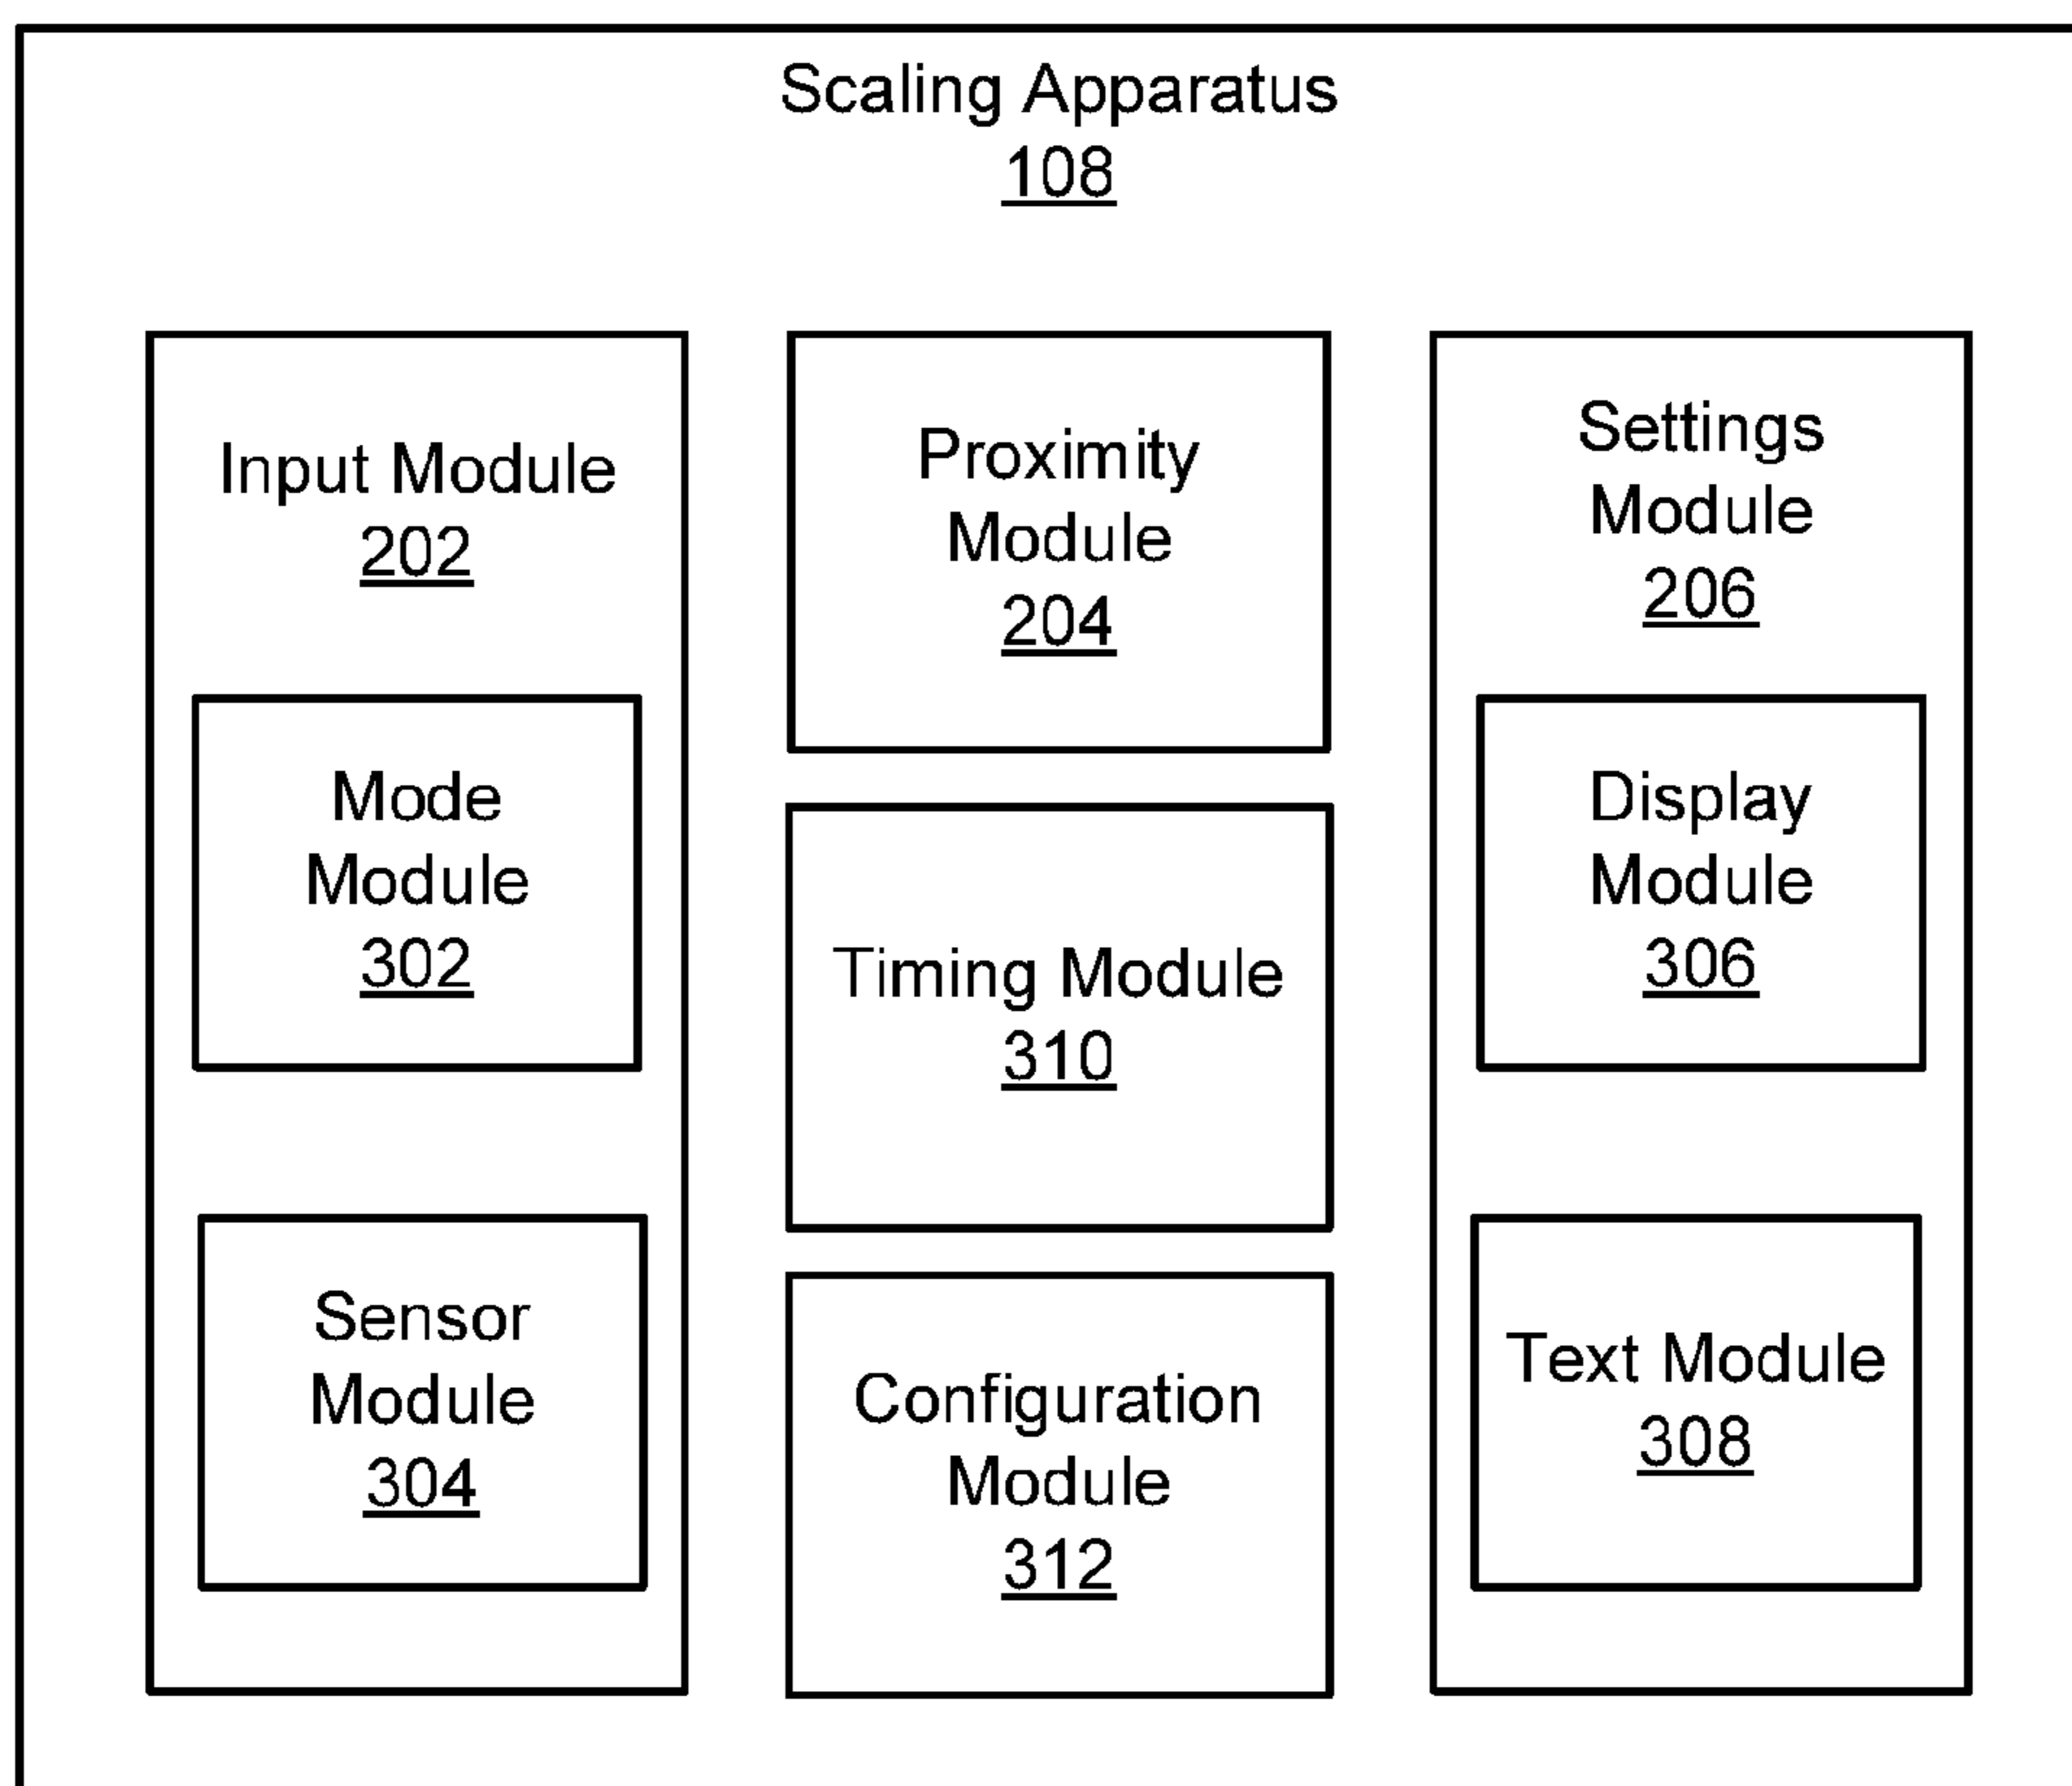 Scaling Apparatus
108
Input Module
202
Mode
Module
302
Sensor
Module
304
Proximity
Module
204
Timing Module
310
Configuration
Module
312
Settings
Module
206
Display
Module
306
Text Module
308